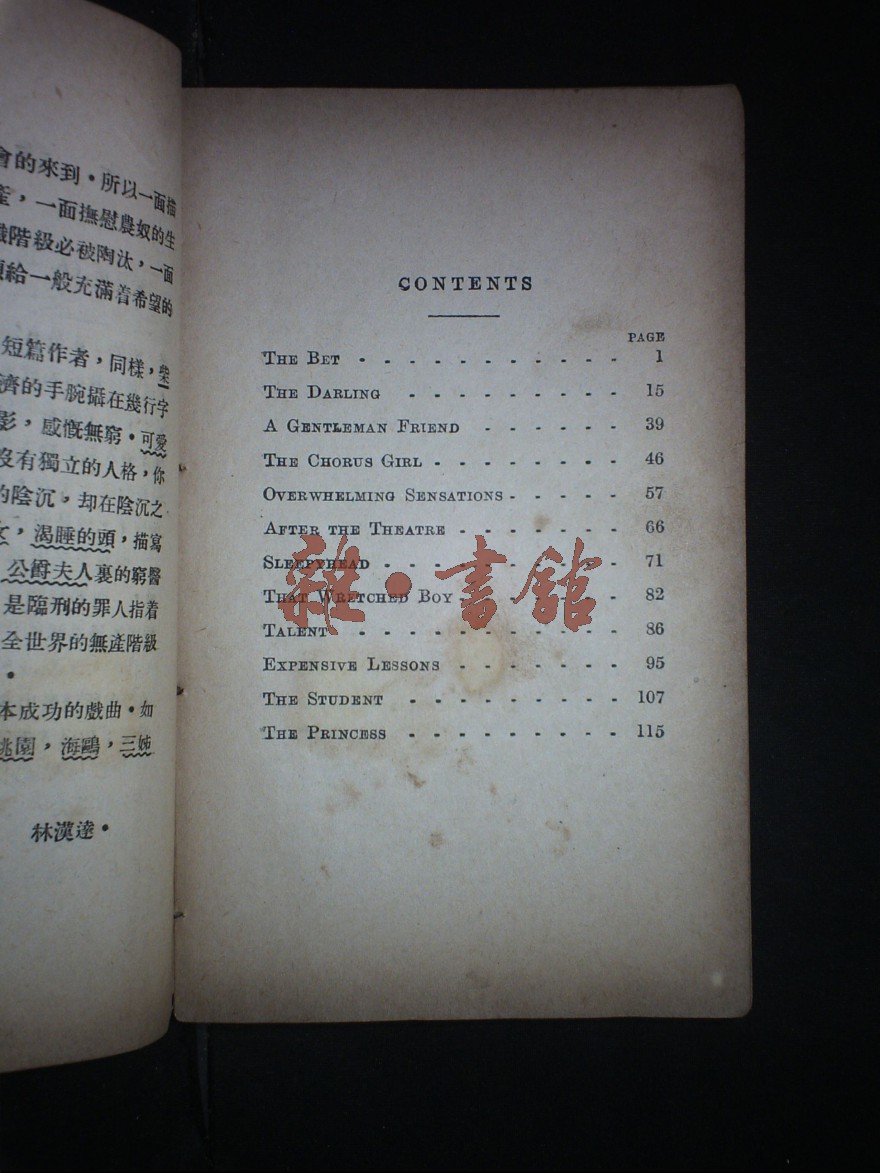 會的來到・所以一面描
，一面撫慰農奴的生
階級必被陶汰，一面
給一般充滿着希望的
短篇作者，同樣，柴
濟的手腕攝在幾行字
影，感慨無窮・可愛
沒有獨立的人格，你
的陰沉，却在陰沉之
，渴睡的頭，描寫
公爵夫人裏的窮醫
是臨刑的罪人指着
全世界的無產階級
・
本成功的戲曲・如
桃園，海鷗，三姊
林漢達・
CONTENTS
PAGE
THE BET - - - - - - - - - - - 1
THE DARLING - - - - - - - - - 15
A GENTLEMAN FRIEND - - - - - - 39
THE CHORUS GIRL - - - - - - - - 46
OVERWHELMING SENSATIONS - - - - - 57
AFTER THE THEATRE - - - - - - - 66
SLEEPYHEAD - - - - - - - - - - 71
THAT WRETCHED BOY - - - - - - - 82
TALENT - - - - - - - - - - - 86
EXPENSIVE LESSONS - - - - - - - 95
THE STUDENT - - - - - - - - - 107
THE PRINCESS - - - - - - - - - 115
雜・書館